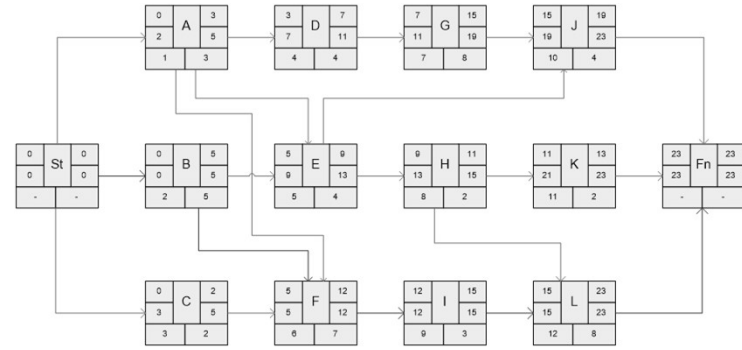 0 A 3
2 5
1 3
3 D 7
7 11
4 4
7 G 15
11 19
7 8
15 J 19
19 23
10 4
0 St 0
0 0
- -
0 B 5
0 5
2 5
5 E 9
9 13
5 4
9 H 11
13 15
8 2
11 K 13
21 23
11 2
23 Fn 23
23 23
- -
0 C 2
3 5
3 2
5 F 12
5 12
6 7
12 I 15
12 15
9 3
15 L 23
15 23
12 8